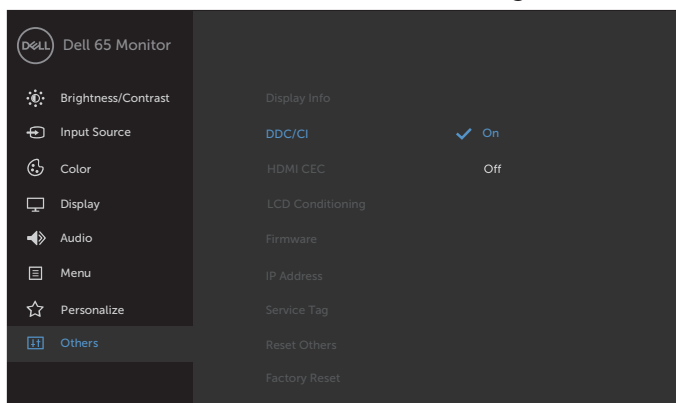 DELL Dell 65 Monitor
Brightness/Contrast
Display Info
Input Source
DDC/CI
On
Color
HDMI CEC
Off
Display
LCD Conditioning
Audio
Firmware
Menu
IP Address
Personalize
Service Tag
Others
Reset Others
Factory Reset